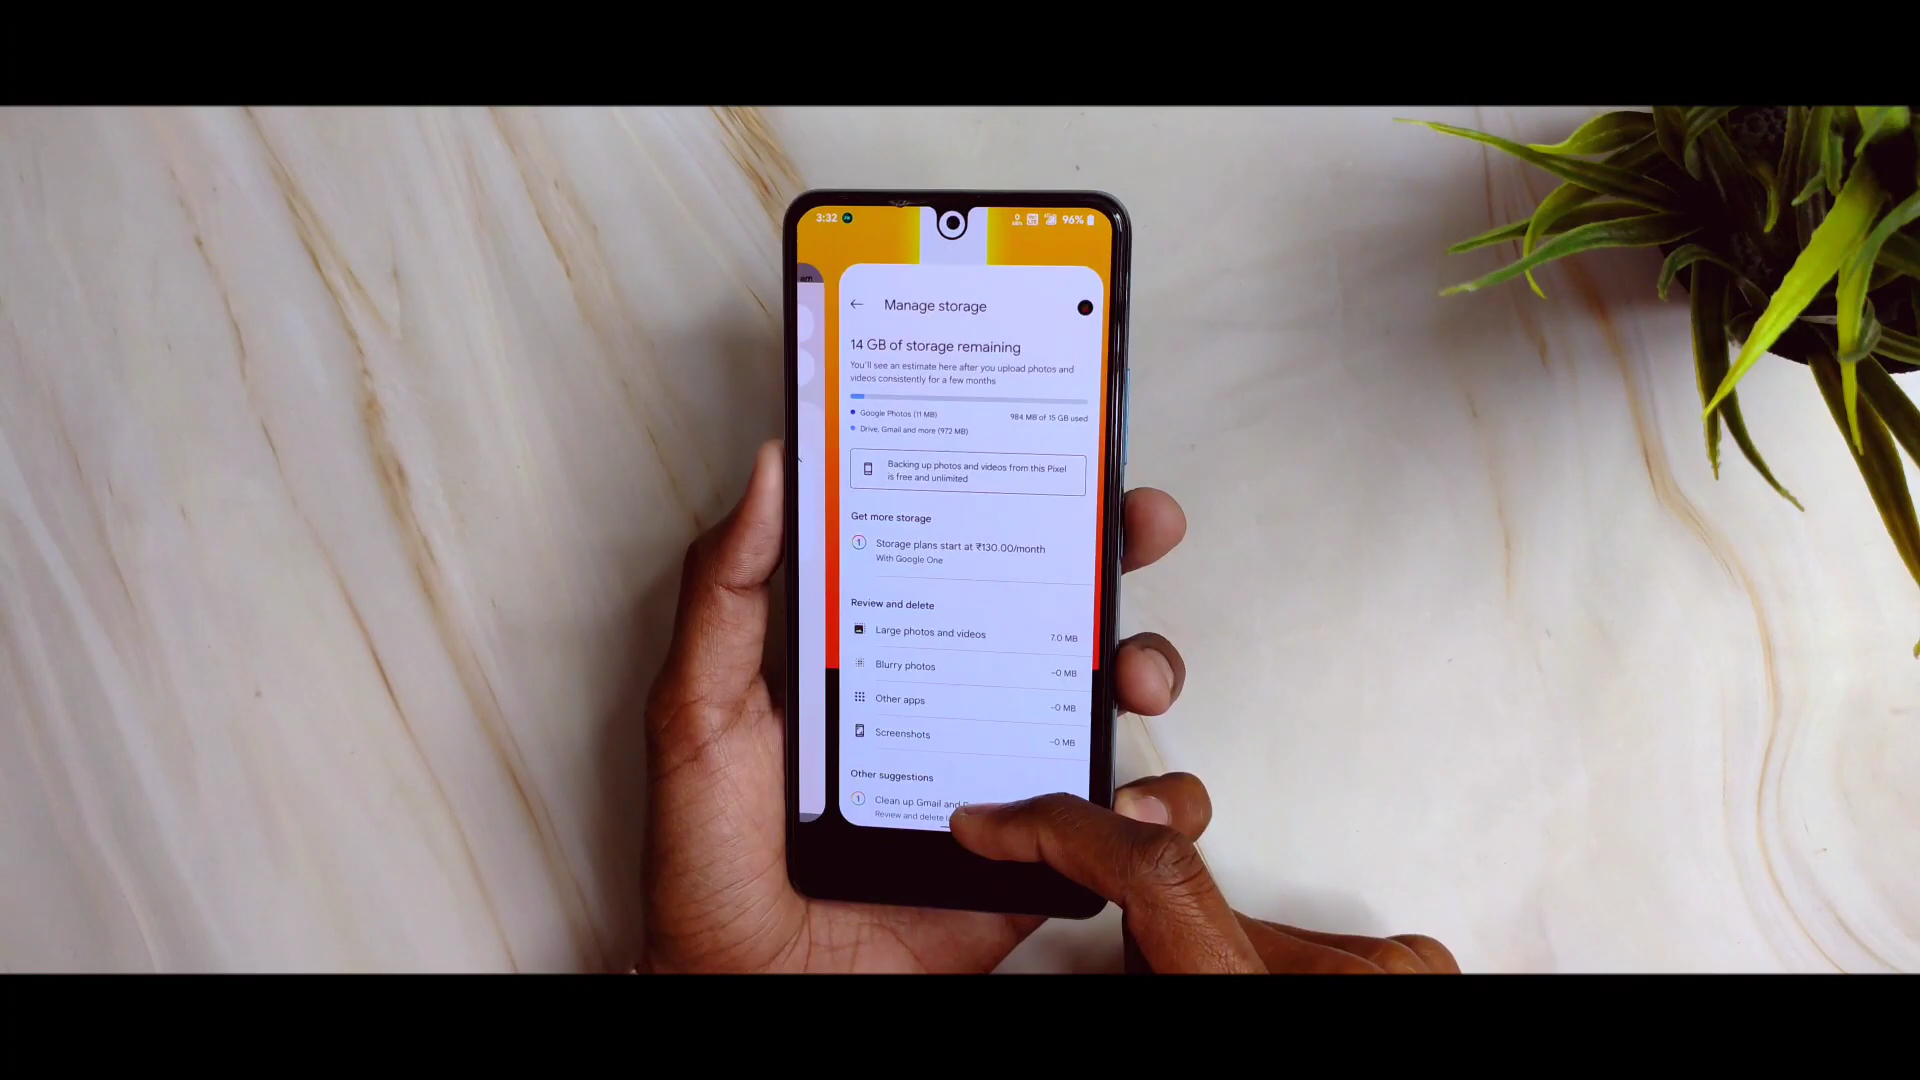 3:32
96%
am
Manage storage
14 GB of storage remaining
You'll see an estimate here after you upload photos and
videos consistently for a few months
Google Photos (11 MB)
984 MB of 15 GB used
Drive, Gmail and more (972 MB)
Backing up photos and videos from this Pixel
is free and unlimited
Get more storage
1
Storage plans start at ₹130.00/month
With Google One
Review and delete
Large photos and videos 7.0 MB
Blurry photos ~0 MB
Other apps ~0 MB
Screenshots ~0 MB
Other suggestions
1
Clean up Gmail and
Review and delete